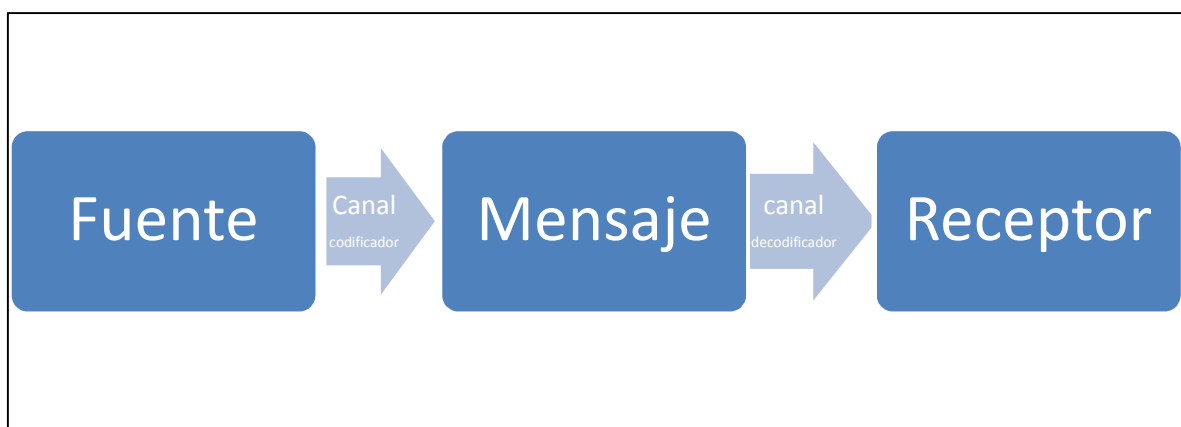 Fuente
Canal
codificador
Mensaje
canal
decodificador
Receptor